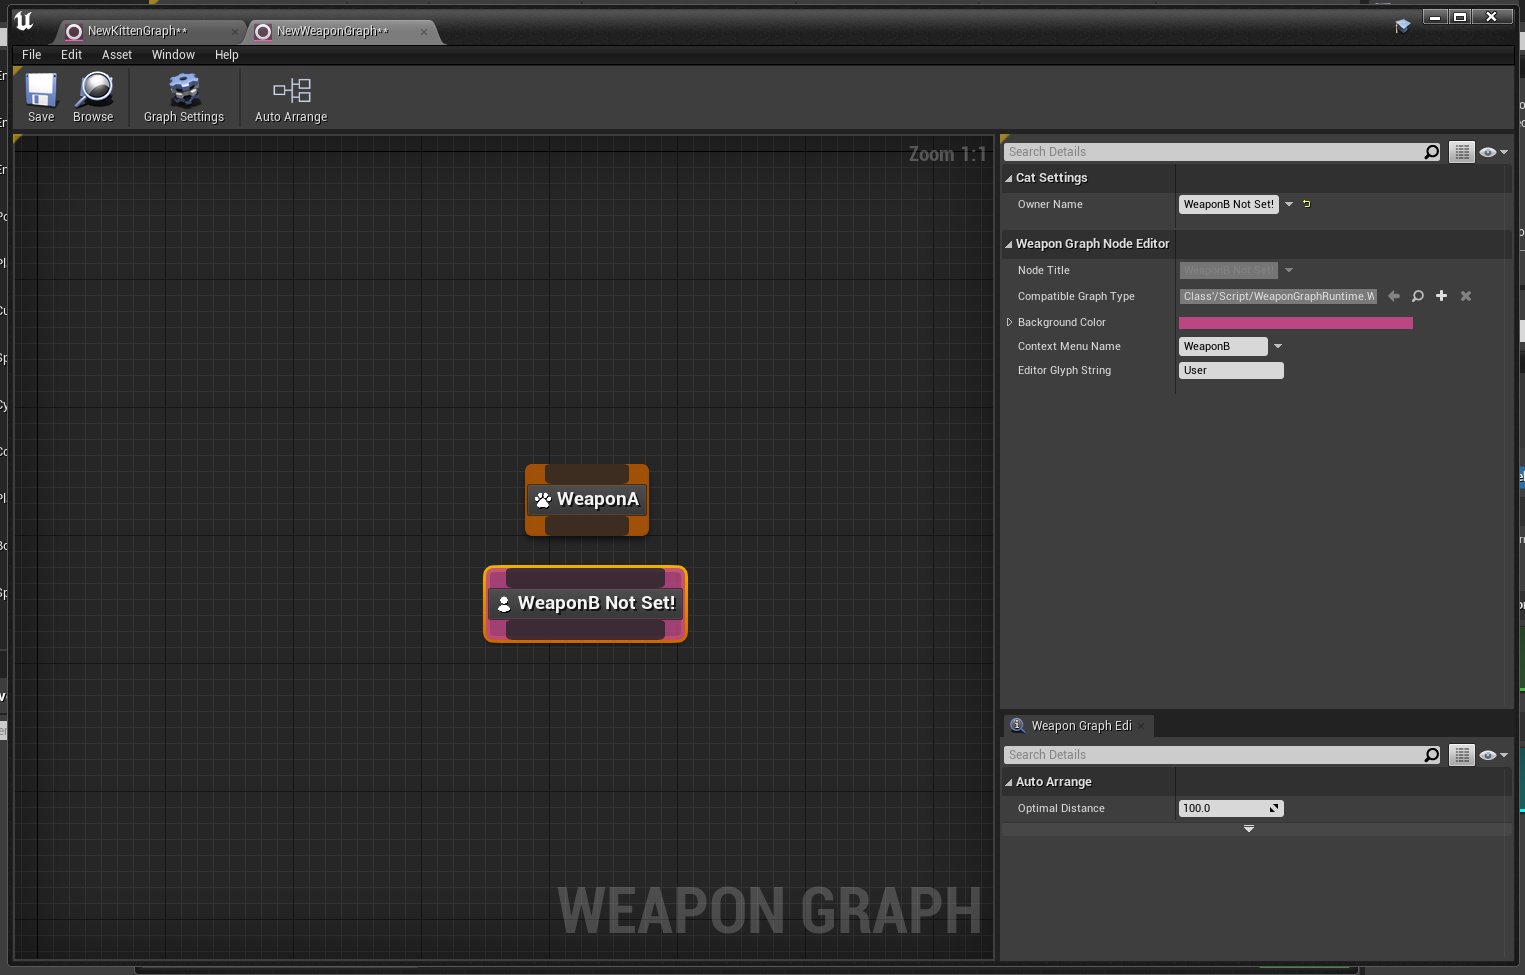 NewKittenGraph**
NewWeaponGraph**
File Edit Asset Window Help
Save Browse Graph Settings Auto Arrange
Zoom 1:1
WeaponA
WeaponB Not Set!
WEAPON GRAPH
Search Details
Cat Settings
Owner Name WeaponB Not Set!
Weapon Graph Node Editor
Node Title WeaponB Not Set!
Compatible Graph Type Class'/Script/WeaponGraphRuntime.W
Background Color
Context Menu Name WeaponB
Editor Glyph String User
Weapon Graph Edi
Search Details
Auto Arrange
Optimal Distance 100.0